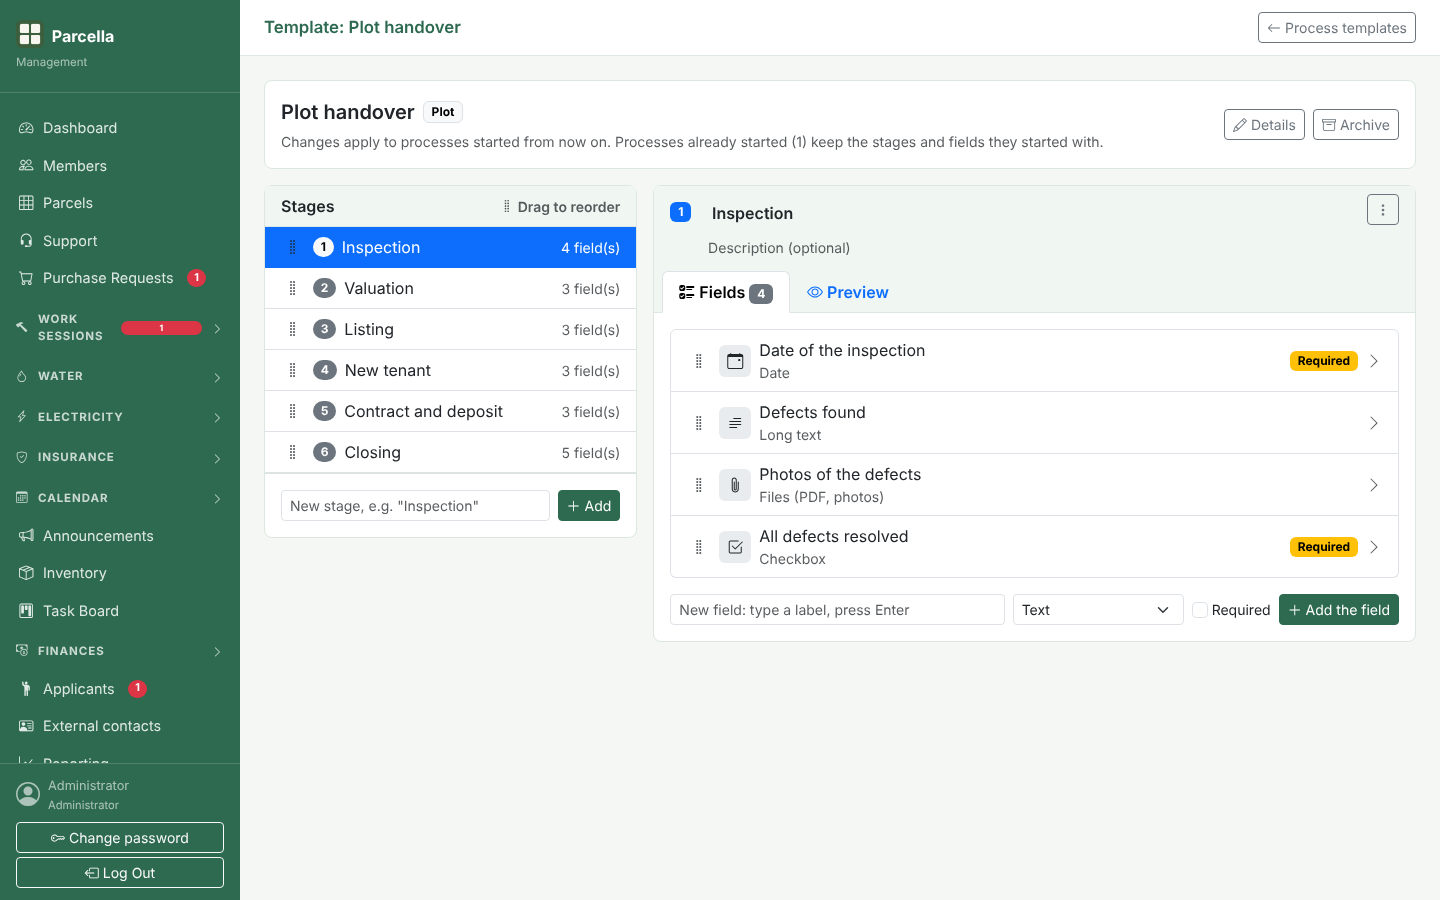 Parcella
Management
Dashboard
Members
Parcels
Support
Purchase Requests 1
WORK SESSIONS 1
WATER
ELECTRICITY
INSURANCE
CALENDAR
Announcements
Inventory
Task Board
FINANCES
Applicants 1
External contacts
Reporting
Administrator
Administrator
Change password
Log Out
Template: Plot handover
← Process templates
Plot handover Plot
Changes apply to processes started from now on. Processes already started (1) keep the stages and fields they started with.
Details
Archive
Stages
Drag to reorder
1 Inspection 4 field(s)
2 Valuation 3 field(s)
3 Listing 3 field(s)
4 New tenant 3 field(s)
5 Contract and deposit 3 field(s)
6 Closing 5 field(s)
New stage, e.g. "Inspection"
+ Add
1 Inspection
Description (optional)
Fields 4
Preview
Date of the inspection
Date
Required
Defects found
Long text
Photos of the defects
Files (PDF, photos)
All defects resolved
Checkbox
Required
New field: type a label, press Enter
Text
Required
+ Add the field